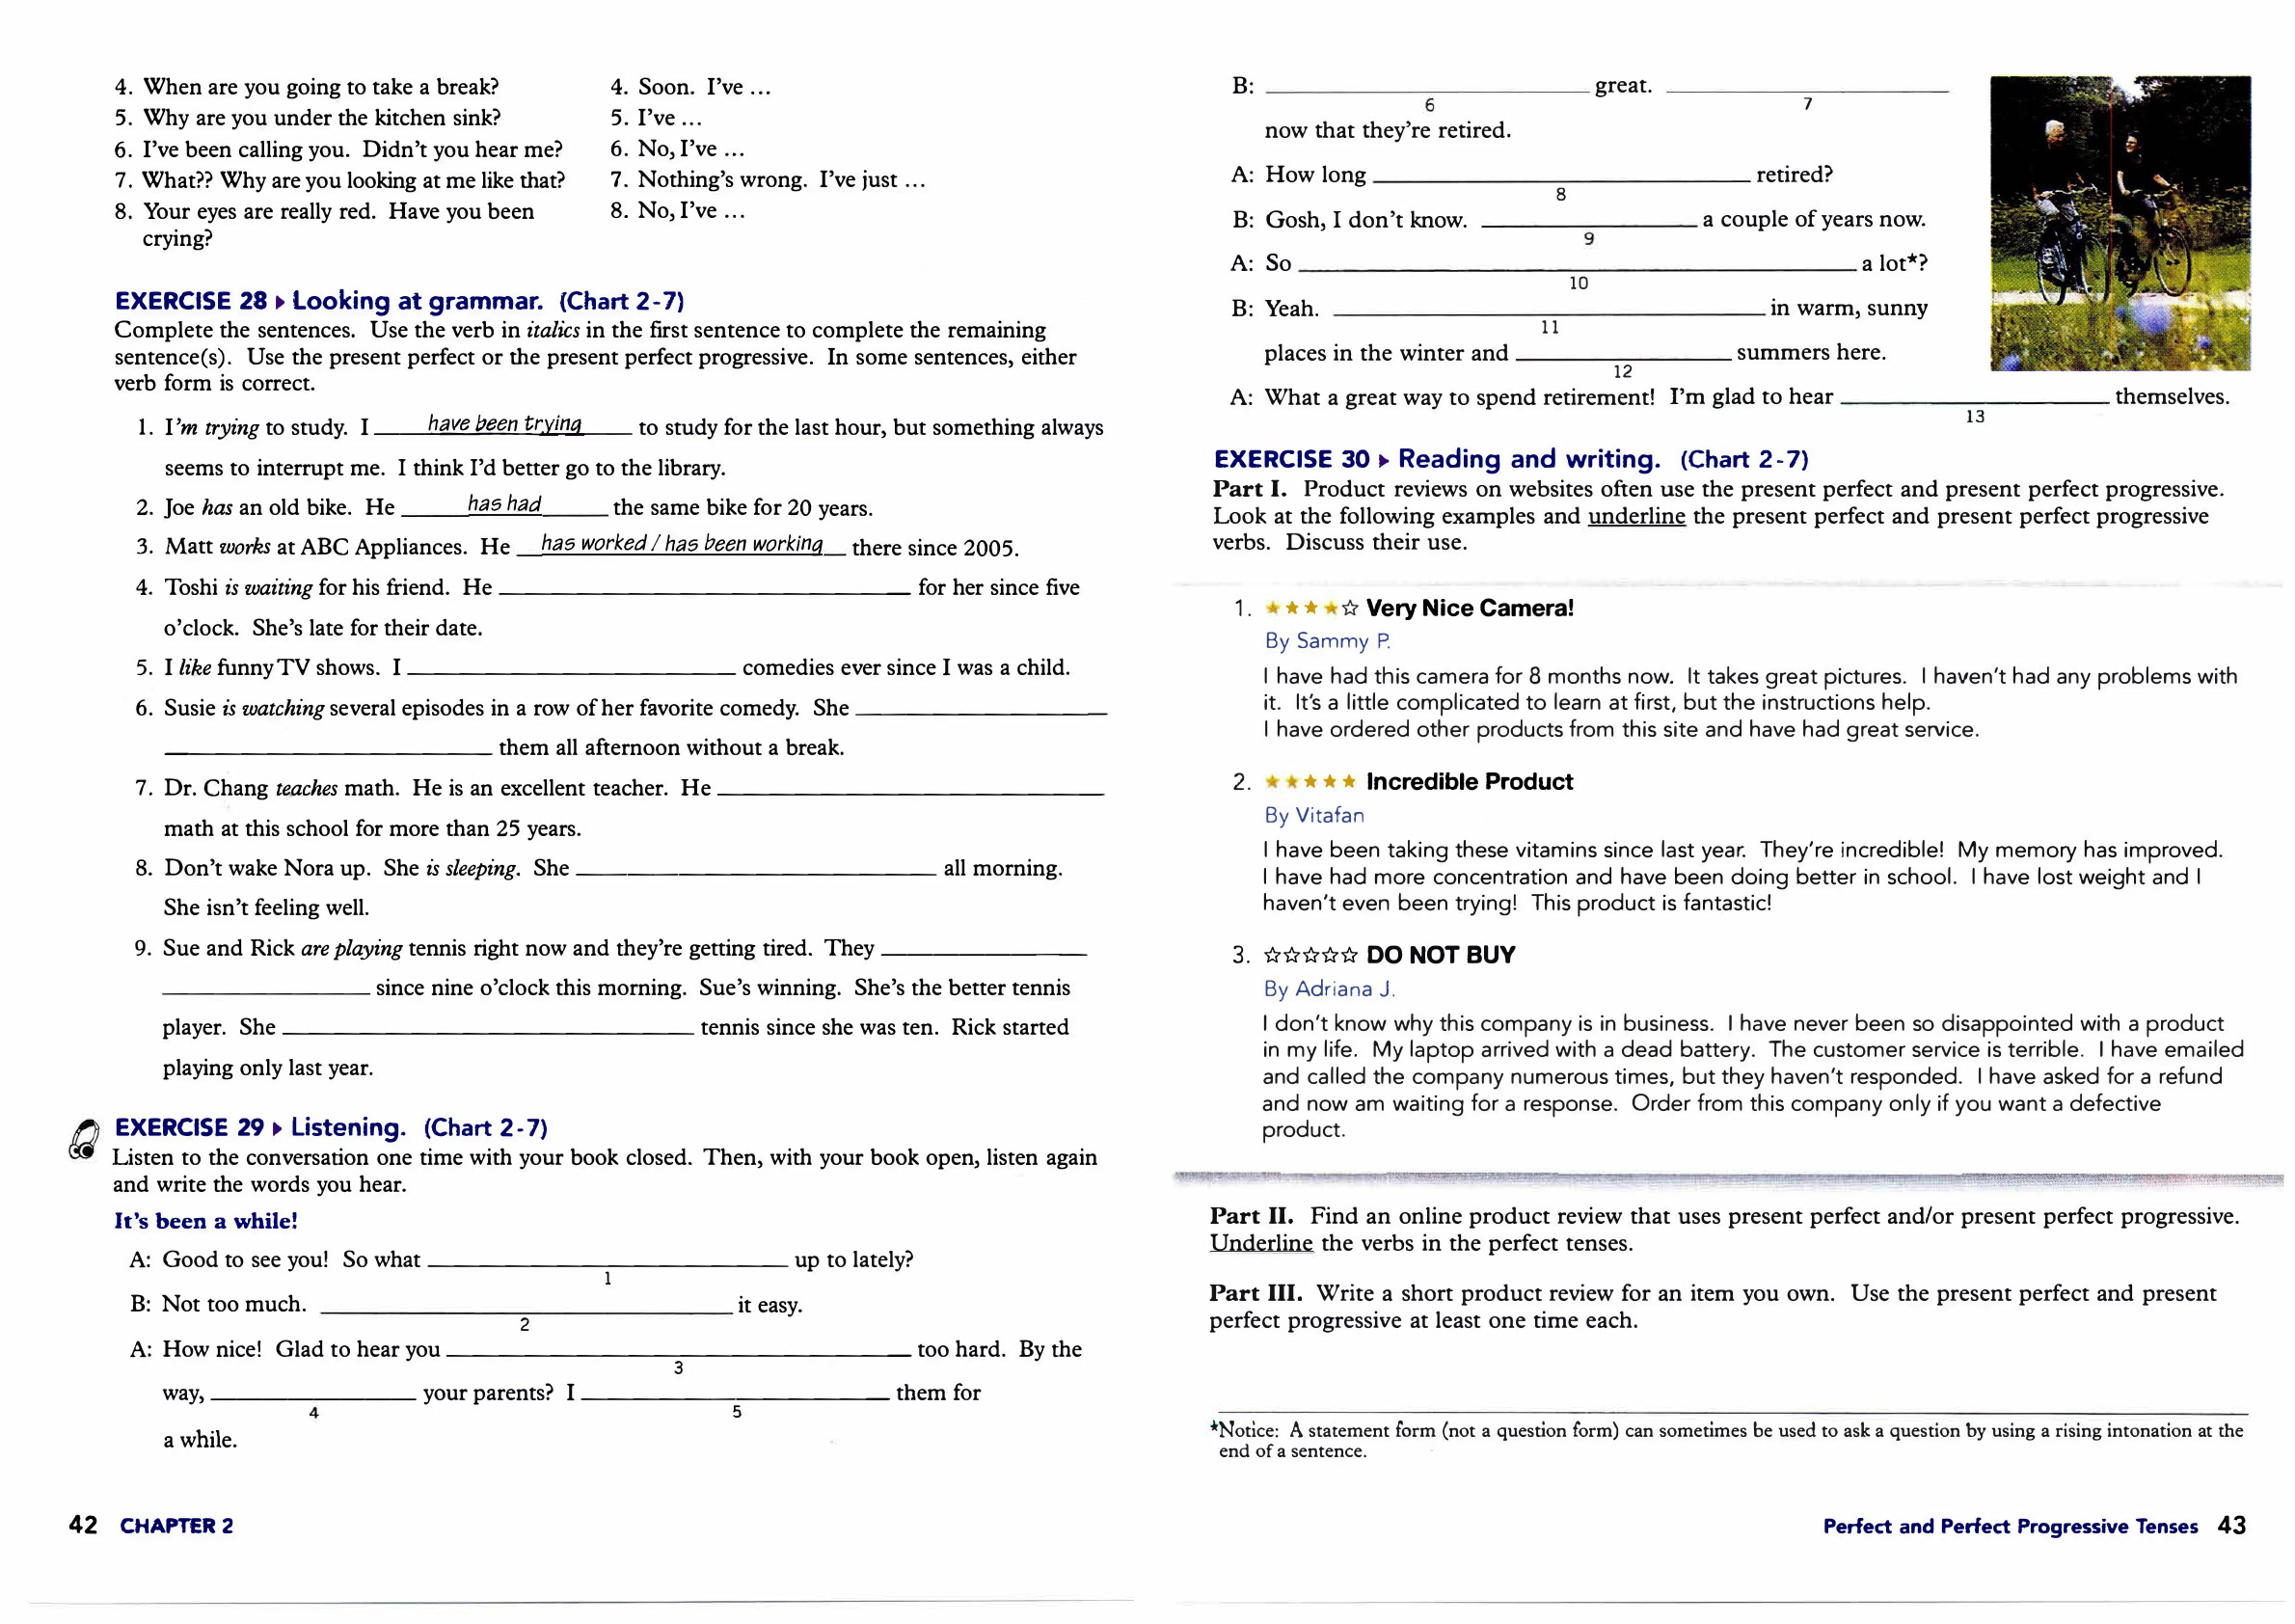 4. When are you going to take a break? 4. Soon. I've ...
5. Why are you under the kitchen sink? 5. I've ...
6. I've been calling you. Didn't you hear me? 6. No, I've ...
7. What?? Why are you looking at me like that? 7. Nothing's wrong. I've just ...
8. Your eyes are really red. Have you been 8. No, I've ...
crying?
EXERCISE 28 ▸ Looking at grammar. (Chart 2-7)
Complete the sentences. Use the verb in italics in the first sentence to complete the remaining
sentence(s). Use the present perfect or the present perfect progressive. In some sentences, either
verb form is correct.
1. I'm trying to study. I have been trying to study for the last hour, but something always
seems to interrupt me. I think I'd better go to the library.
2. Joe has an old bike. He has had the same bike for 20 years.
3. Matt works at ABC Appliances. He has worked / has been working there since 2005.
4. Toshi is waiting for his friend. He ____ for her since five
o'clock. She's late for their date.
5. I like funny TV shows. I ____ comedies ever since I was a child.
6. Susie is watching several episodes in a row of her favorite comedy. She ____
____ them all afternoon without a break.
7. Dr. Chang teaches math. He is an excellent teacher. He ____
math at this school for more than 25 years.
8. Don't wake Nora up. She is sleeping. She ____ all morning.
She isn't feeling well.
9. Sue and Rick are playing tennis right now and they're getting tired. They ____
____ since nine o'clock this morning. Sue's winning. She's the better tennis
player. She ____ tennis since she was ten. Rick started
playing only last year.
EXERCISE 29 ▸ Listening. (Chart 2-7)
Listen to the conversation one time with your book closed. Then, with your book open, listen again
and write the words you hear.
It's been a while!
A: Good to see you! So what ____ up to lately?
1
B: Not too much. ____ it easy.
2
A: How nice! Glad to hear you ____ too hard. By the
3
way, ____ your parents? I ____ them for
4 5
a while.
42 CHAPTER 2
B: ____ great. ____
6 7
now that they're retired.
A: How long ____ retired?
8
B: Gosh, I don't know. ____ a couple of years now.
9
A: So ____ a lot*?
10
B: Yeah. ____ in warm, sunny
11
places in the winter and ____ summers here.
12
A: What a great way to spend retirement! I'm glad to hear ____ themselves.
13
EXERCISE 30 ▸ Reading and writing. (Chart 2-7)
Part I. Product reviews on websites often use the present perfect and present perfect progressive.
Look at the following examples and underline the present perfect and present perfect progressive
verbs. Discuss their use.
1. ★★★★☆ Very Nice Camera!
By Sammy P.
I have had this camera for 8 months now. It takes great pictures. I haven't had any problems with
it. It's a little complicated to learn at first, but the instructions help.
I have ordered other products from this site and have had great service.
2. ★★★★★ Incredible Product
By Vitafan
I have been taking these vitamins since last year. They're incredible! My memory has improved.
I have had more concentration and have been doing better in school. I have lost weight and I
haven't even been trying! This product is fantastic!
3. ☆☆☆☆☆ DO NOT BUY
By Adriana J.
I don't know why this company is in business. I have never been so disappointed with a product
in my life. My laptop arrived with a dead battery. The customer service is terrible. I have emailed
and called the company numerous times, but they haven't responded. I have asked for a refund
and now am waiting for a response. Order from this company only if you want a defective
product.
Part II. Find an online product review that uses present perfect and/or present perfect progressive.
Underline the verbs in the perfect tenses.
Part III. Write a short product review for an item you own. Use the present perfect and present
perfect progressive at least one time each.
*Notice: A statement form (not a question form) can sometimes be used to ask a question by using a rising intonation at the
end of a sentence.
Perfect and Perfect Progressive Tenses 43